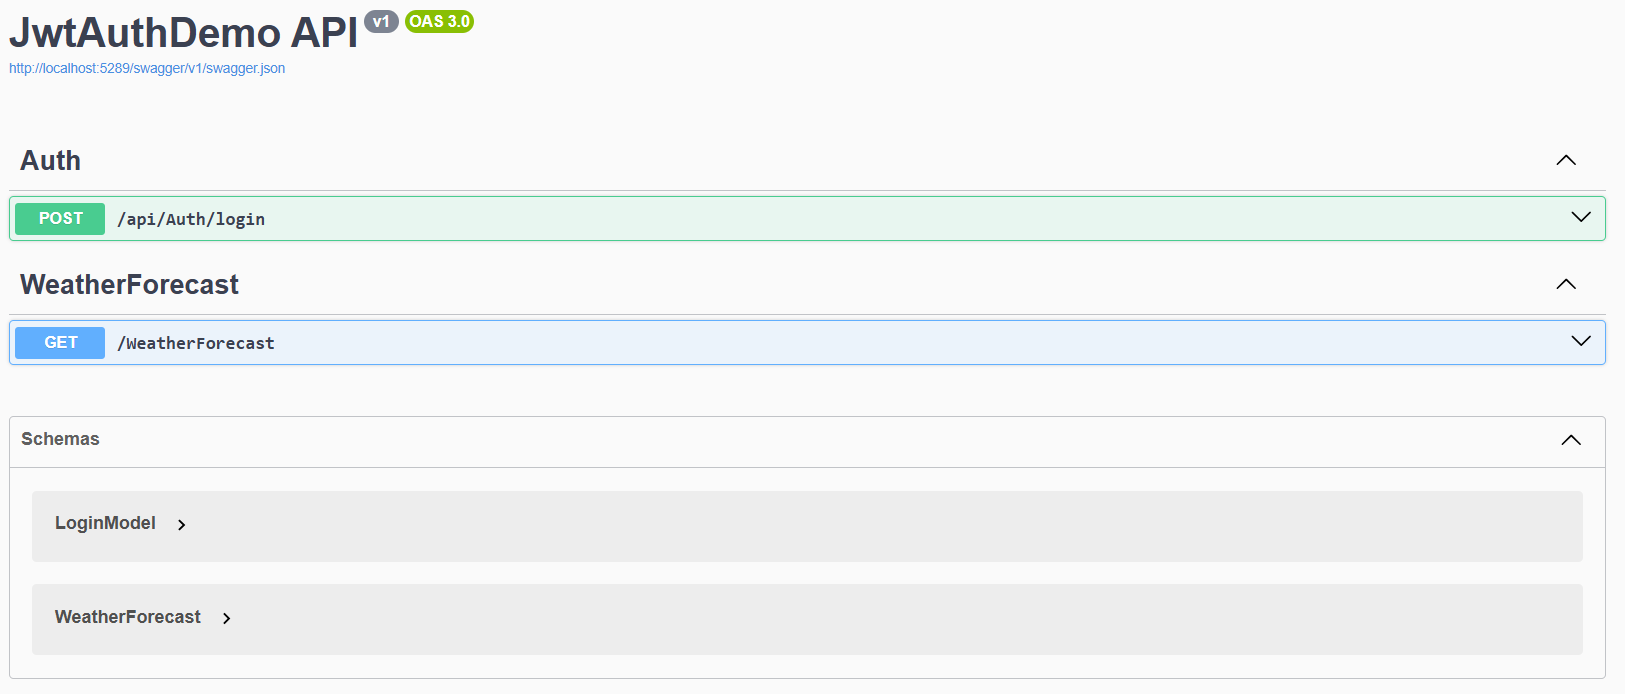 JwtAuthDemo API v1 OAS 3.0
http://localhost:5289/swagger/v1/swagger.json
Auth
POST /api/Auth/login
WeatherForecast
GET /WeatherForecast
Schemas
LoginModel
WeatherForecast